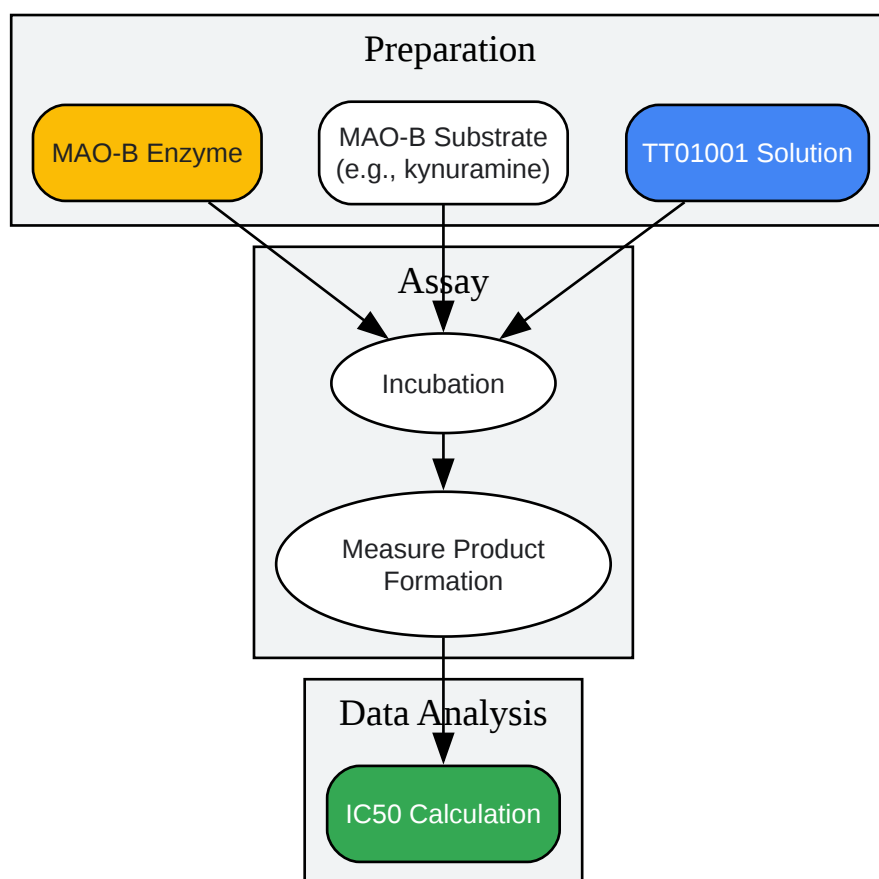 Preparation
MAO-B Enzyme
MAO-B Substrate
(e.g., kynuramine)
TT01001 Solution
Assay
Incubation
Measure Product
Formation
Data Analysis
IC50 Calculation